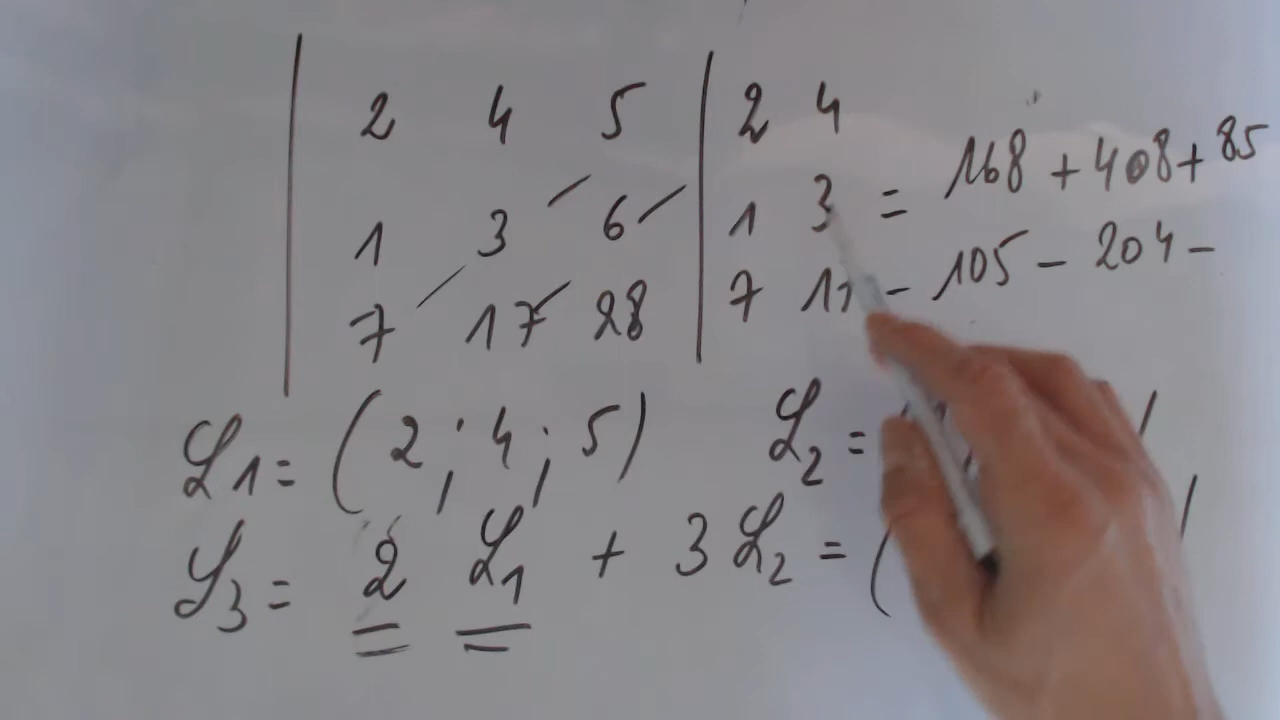 | 2 4 5 | 2 4
| 1 3 6 | 1 3 = 168 + 408 + 85
| 7 17 28 | 7 - 105 - 204 -
L1 = (2; 4; 5) L2 =
L3 = 2 L1 + 3 L2 = (